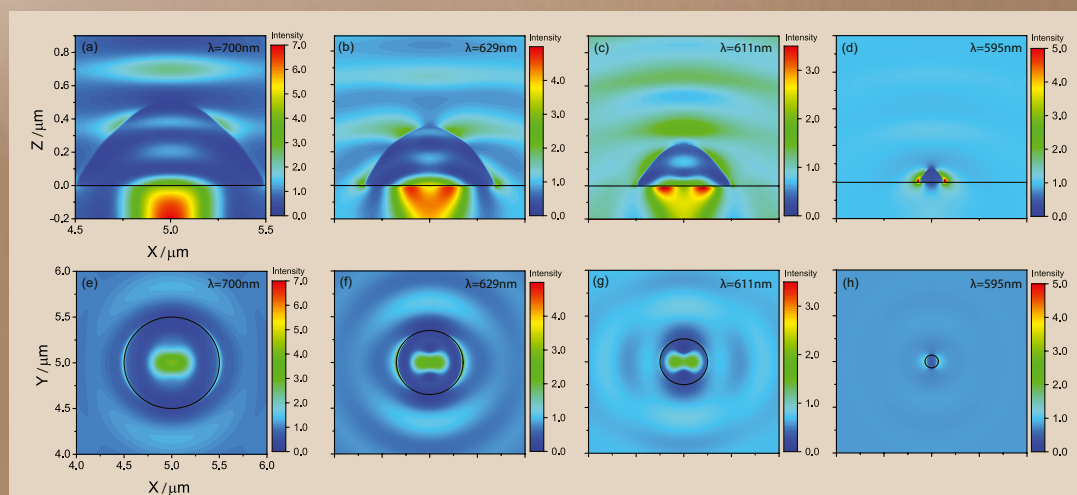 (a) λ=700nm
Intensity
7.0
6.0
5.0
4.0
3.0
2.0
1.0
0.0
Z /μm
0.8
0.6
0.4
0.2
0.0
-0.2
4.5 5.0 5.5
X /μm
(b) λ=629nm
Intensity
4.0
3.0
2.0
1.0
0.0
(c) λ=611nm
Intensity
3.0
2.0
1.0
0.0
(d) λ=595nm
Intensity
5.0
4.0
3.0
2.0
1.0
0.0
(e) λ=700nm
Intensity
7.0
6.0
5.0
4.0
3.0
2.0
1.0
0.0
Y /μm
6.0
5.5
5.0
4.5
4.0
4.0 4.5 5.0 5.5 6.0
X /μm
(f) λ=629nm
Intensity
4.0
3.0
2.0
1.0
0.0
(g) λ=611nm
Intensity
3.0
2.0
1.0
0.0
(h) λ=595nm
Intensity
5.0
4.0
3.0
2.0
1.0
0.0